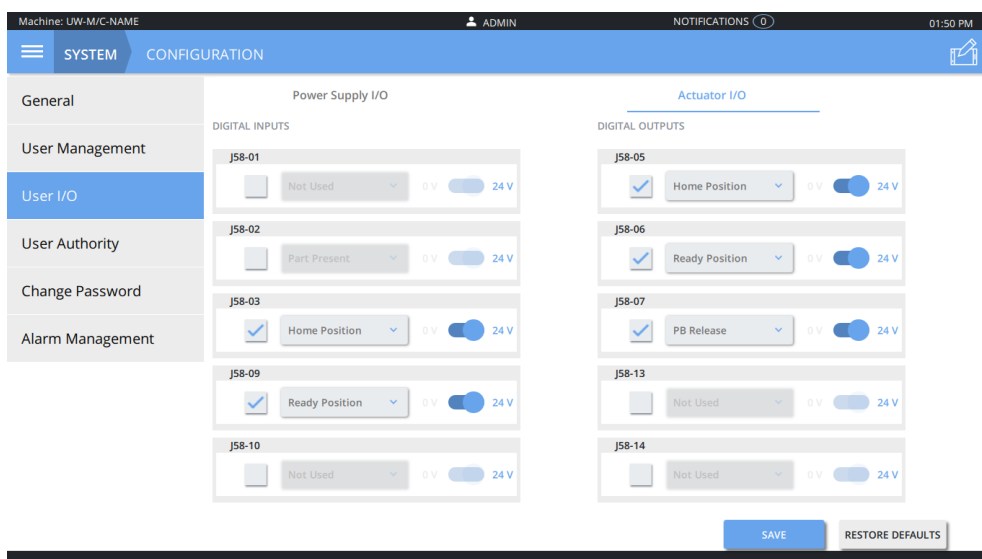 Machine: UW-M/C-NAME ADMIN NOTIFICATIONS 0 01:50 PM
SYSTEM CONFIGURATION
General
User Management
User I/O
User Authority
Change Password
Alarm Management
Power Supply I/O Actuator I/O
DIGITAL INPUTS
J58-01
Not Used 0 V 24 V
J58-02
Part Present 0 V 24 V
J58-03
Home Position 0 V 24 V
J58-09
Ready Position 0 V 24 V
J58-10
Not Used 0 V 24 V
DIGITAL OUTPUTS
J58-05
Home Position 0 V 24 V
J58-06
Ready Position 0 V 24 V
J58-07
PB Release 0 V 24 V
J58-13
Not Used 0 V 24 V
J58-14
Not Used 0 V 24 V
SAVE RESTORE DEFAULTS